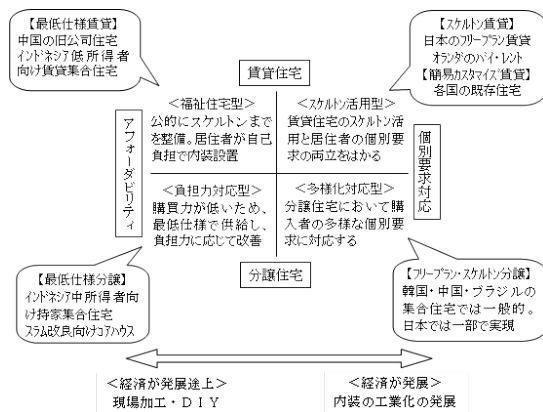 【最低仕様賃貸】
中国の旧公司住宅
インドネシア低所得者
向け賃貸集合住宅
【スケルトン賃貸】
日本のフリープラン賃貸
オランダのバイ・レント
【簡易カスタマイズ賃貸】
各国の既存住宅
賃貸住宅
アフォーダビリティ
<福祉住宅型>
公的にスケルトンまで
を整備。居住者が自己
負担で内装設置
<スケルトン活用型>
賃貸住宅のスケルトン活
用と居住者の個別要
求の両立をはかる
個別要求対応
<負担力対応型>
購買力が低いため、
最低仕様で供給し、
負担力に応じて改善
<多様化対応型>
分譲住宅において購
入者の多様な個別要
求に対応する
分譲住宅
【最低仕様分譲】
インドネシア中所得者向
け持家集合住宅
スラム改良向けコアハウス
【フリープラン・スケルトン分譲】
韓国・中国・ブラジルの
集合住宅では一般的。
日本では一部で実現
<経済が発展途上>
現場加工・DIY
<経済が発展>
内装の工業化の発展